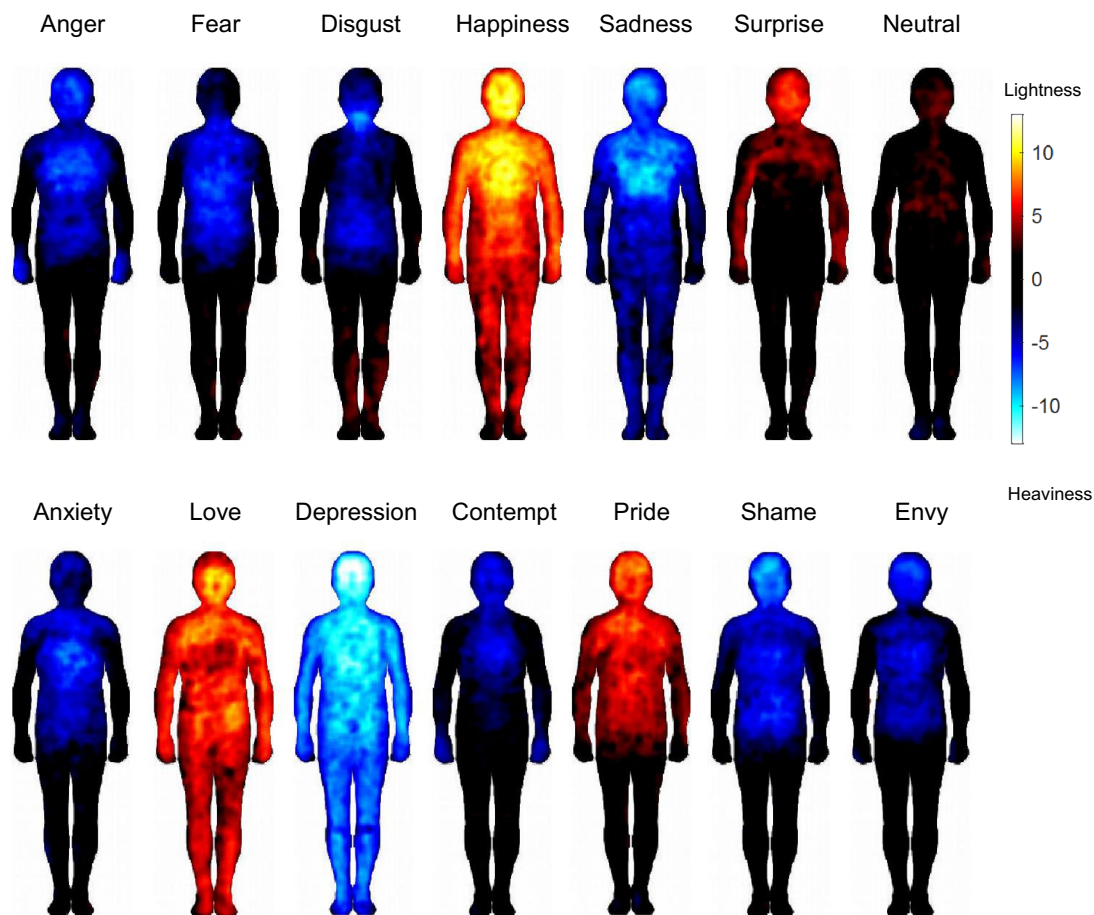 Anger Fear Disgust Happiness Sadness Surprise Neutral
Lightness
10
5
0
-5
-10
Heaviness
Anxiety Love Depression Contempt Pride Shame Envy